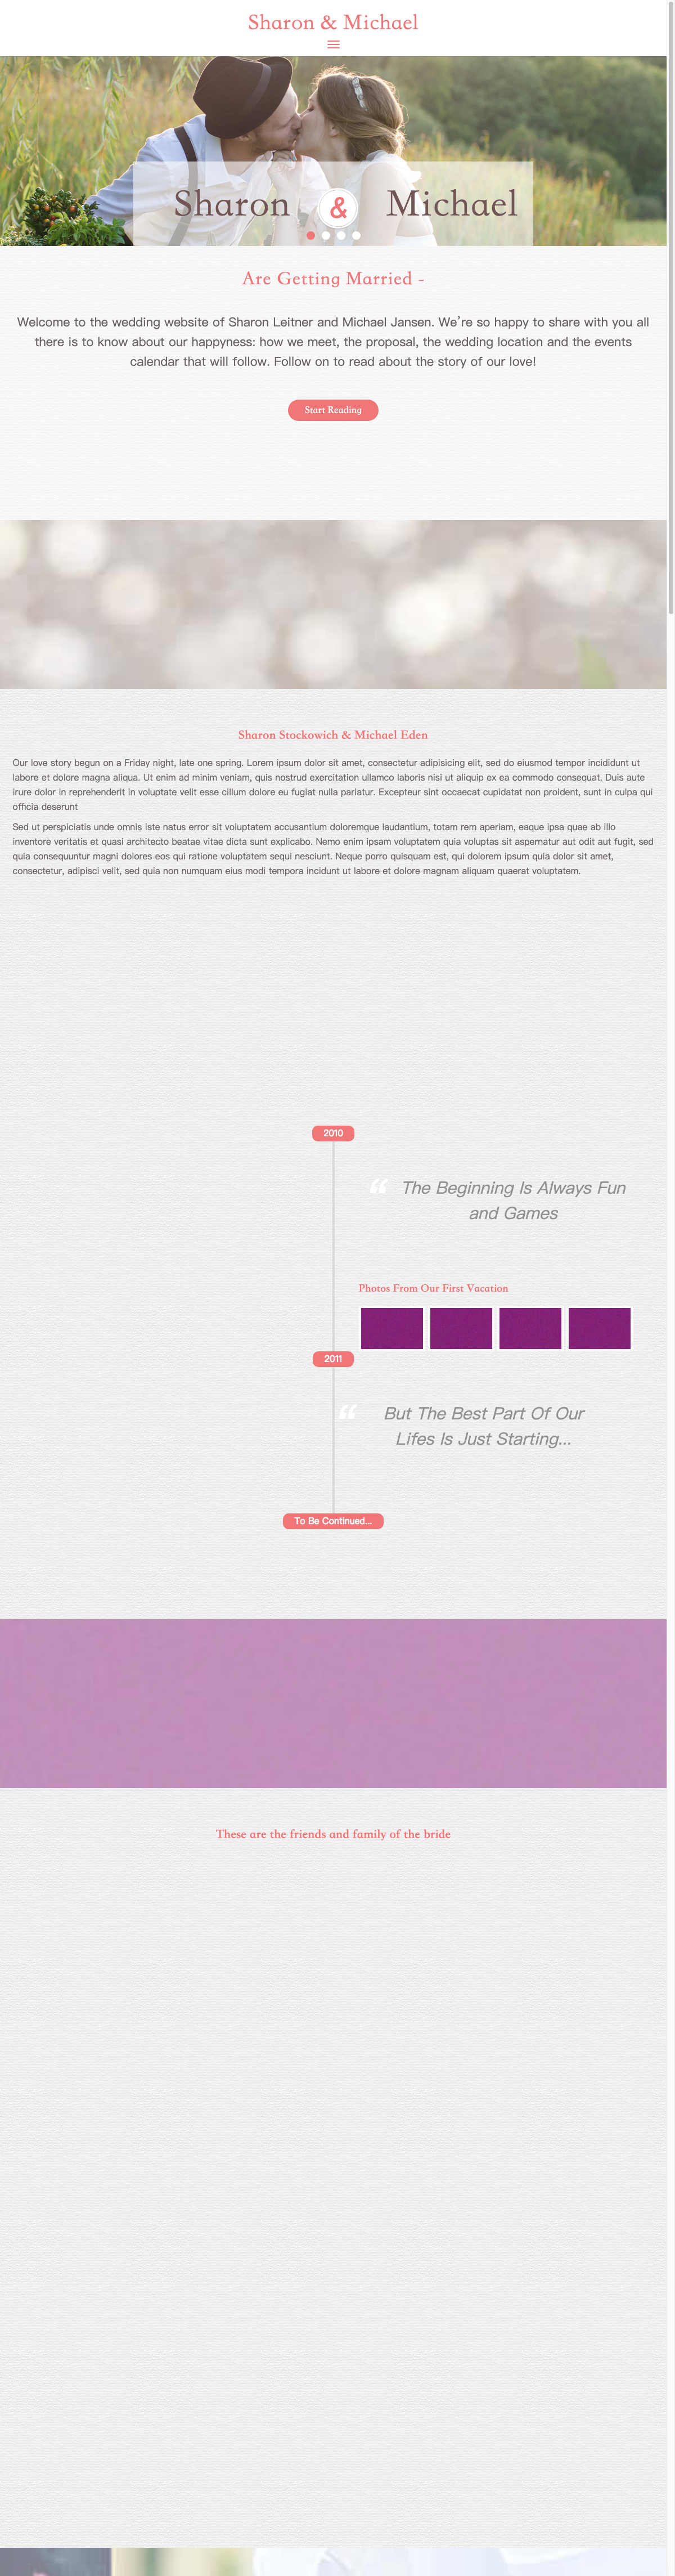 Sharon & Michael
Sharon & Michael
Are Getting Married -
Welcome to the wedding website of Sharon Leitner and Michael Jansen. We're so happy to share with you all
there is to know about our happyness: how we meet, the proposal, the wedding location and the events
calendar that will follow. Follow on to read about the story of our love!
Start Reading
Sharon Stockowich & Michael Eden
Our love story begun on a Friday night, late one spring. Lorem ipsum dolor sit amet, consectetur adipisicing elit, sed do eiusmod tempor incididunt ut
labore et dolore magna aliqua. Ut enim ad minim veniam, quis nostrud exercitation ullamco laboris nisi ut aliquip ex ea commodo consequat. Duis aute
irure dolor in reprehenderit in voluptate velit esse cillum dolore eu fugiat nulla pariatur. Excepteur sint occaecat cupidatat non proident, sunt in culpa qui
officia deserunt
Sed ut perspiciatis unde omnis iste natus error sit voluptatem accusantium doloremque laudantium, totam rem aperiam, eaque ipsa quae ab illo
inventore veritatis et quasi architecto beatae vitae dicta sunt explicabo. Nemo enim ipsam voluptatem quia voluptas sit aspernatur aut odit aut fugit, sed
quia consequuntur magni dolores eos qui ratione voluptatem sequi nesciunt. Neque porro quisquam est, qui dolorem ipsum quia dolor sit amet,
consectetur, adipisci velit, sed quia non numquam eius modi tempora incidunt ut labore et dolore magnam aliquam quaerat voluptatem.
2010
“ The Beginning Is Always Fun
and Games
Photos From Our First Vacation
2011
“ But The Best Part Of Our
Lifes Is Just Starting...
To Be Continued...
These are the friends and family of the bride